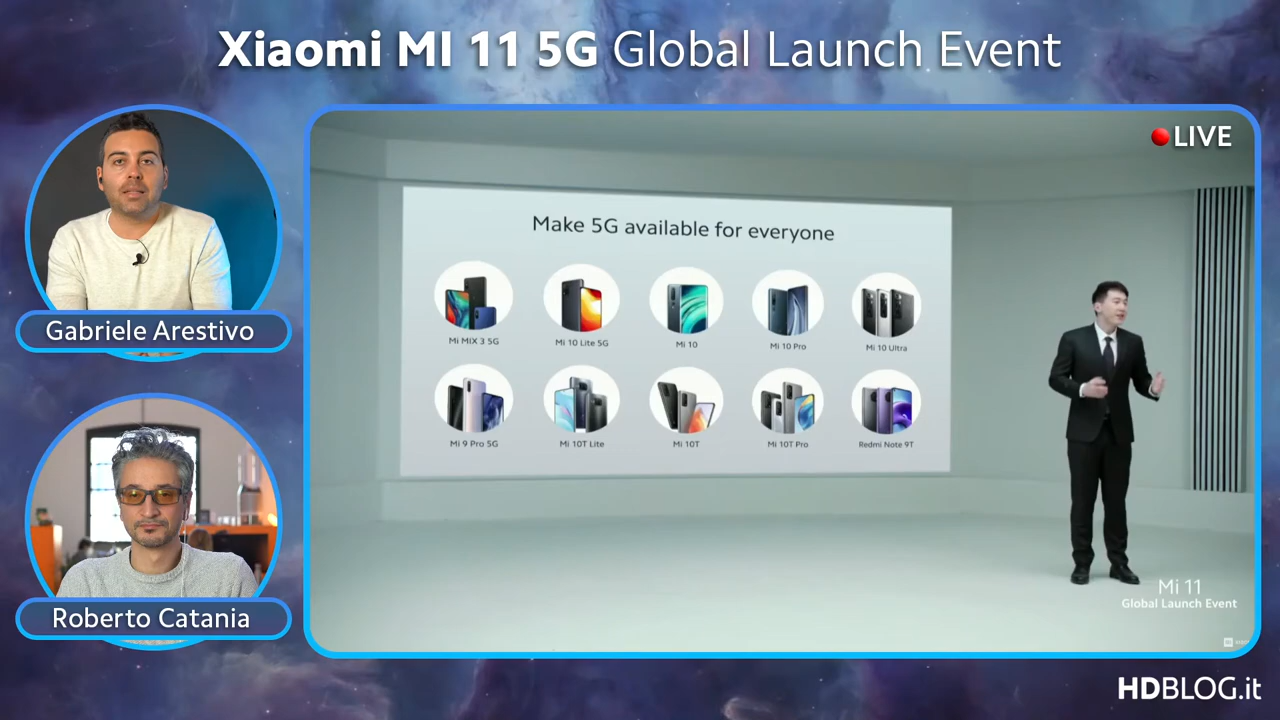 Xiaomi MI 11 5G Global Launch Event
LIVE
Make 5G available for everyone
Mi MIX 3 5G
Mi 10 Lite 5G
Mi 10
Mi 10 Pro
Mi 10 Ultra
Mi 9 Pro 5G
Mi 10T Lite
Mi 10T
Mi 10T Pro
Redmi Note 9T
Gabriele Arestivo
Roberto Catania
Mi 11
Global Launch Event
HDBLOG.it